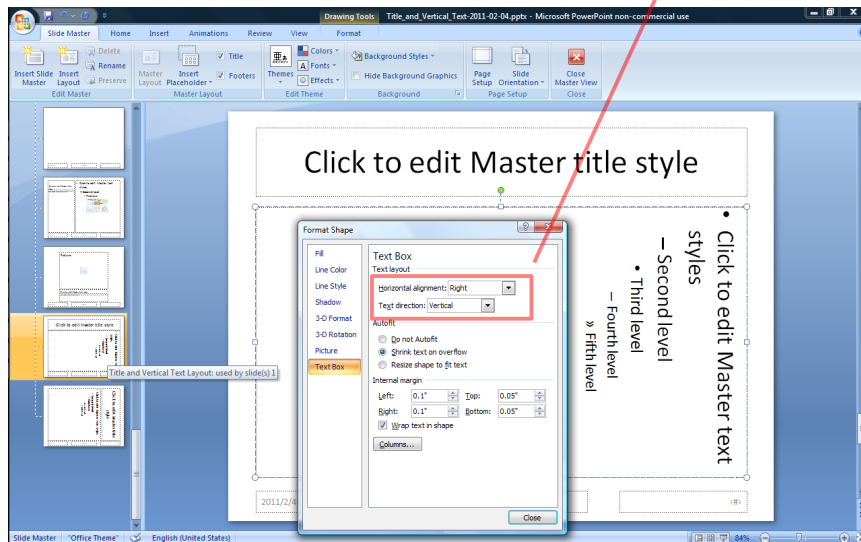 Drawing Tools Title_and_Vertical_Text-2011-02-04.pptx - Microsoft PowerPoint non-commercial use
Slide Master Home Insert Animations Review View Format
Insert Slide Master
Insert Layout
Delete
Rename
Preserve
Edit Master
Master Layout
Insert Placeholder
Title
Footers
Master Layout
Themes
Colors
Fonts
Effects
Edit Theme
Background Styles
Hide Background Graphics
Background
Page Setup
Slide Orientation
Page Setup
Close Master View
Close
Click to edit Master title style
Title and Vertical Text Layout: used by slide(s) 1
Click to edit Master title style
• Click to edit Master text
styles
– Second level
• Third level
– Fourth level
» Fifth level
2011/2/4
‹#›
Format Shape
Fill
Line Color
Line Style
Shadow
3-D Format
3-D Rotation
Picture
Text Box
Text Box
Text layout
Horizontal alignment: Right
Text direction: Vertical
Autofit
Do not Autofit
Shrink text on overflow
Resize shape to fit text
Internal margin
Left: 0.1" Top: 0.05"
Right: 0.1" Bottom: 0.05"
Wrap text in shape
Columns...
Close
Slide Master "Office Theme" English (United States) 84%